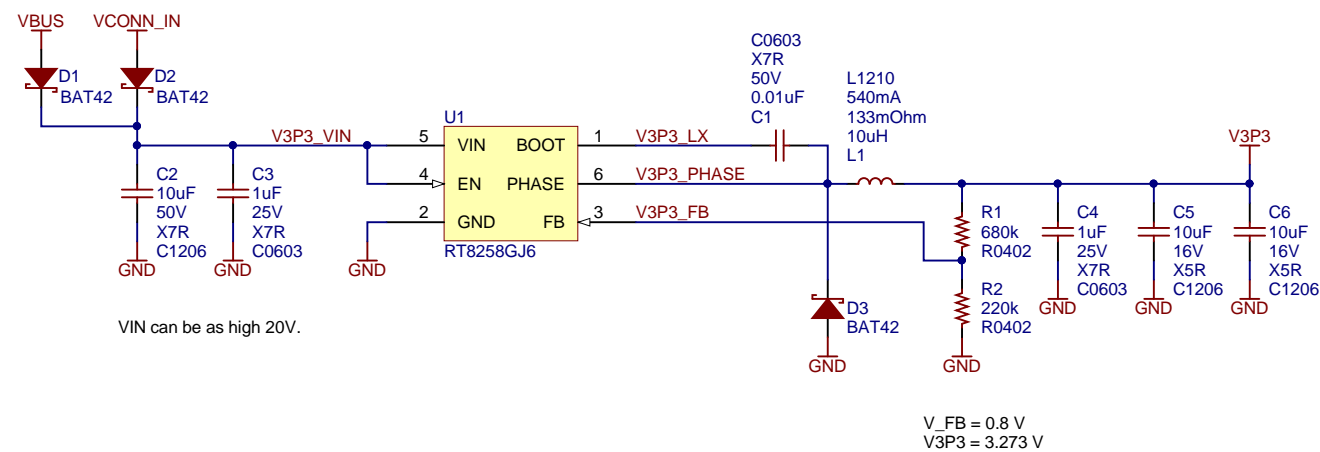 VBUS
VCONN_IN
D1
BAT42
D2
BAT42
V3P3_VIN
C2
10uF
50V
X7R
C1206
GND
C3
1uF
25V
X7R
C0603
GND
GND
U1
5
VIN
BOOT
1
4
EN
PHASE
6
2
GND
FB
3
RT8258GJ6
V3P3_LX
V3P3_PHASE
V3P3_FB
C0603
X7R
50V
0.01uF
C1
L1210
540mA
133mOhm
10uH
L1
D3
BAT42
GND
R1
680k
R0402
R2
220k
R0402
GND
C4
1uF
25V
X7R
C0603
GND
C5
10uF
16V
X5R
C1206
GND
V3P3
C6
10uF
16V
X5R
C1206
GND
VIN can be as high 20V.
V_FB = 0.8 V
V3P3 = 3.273 V